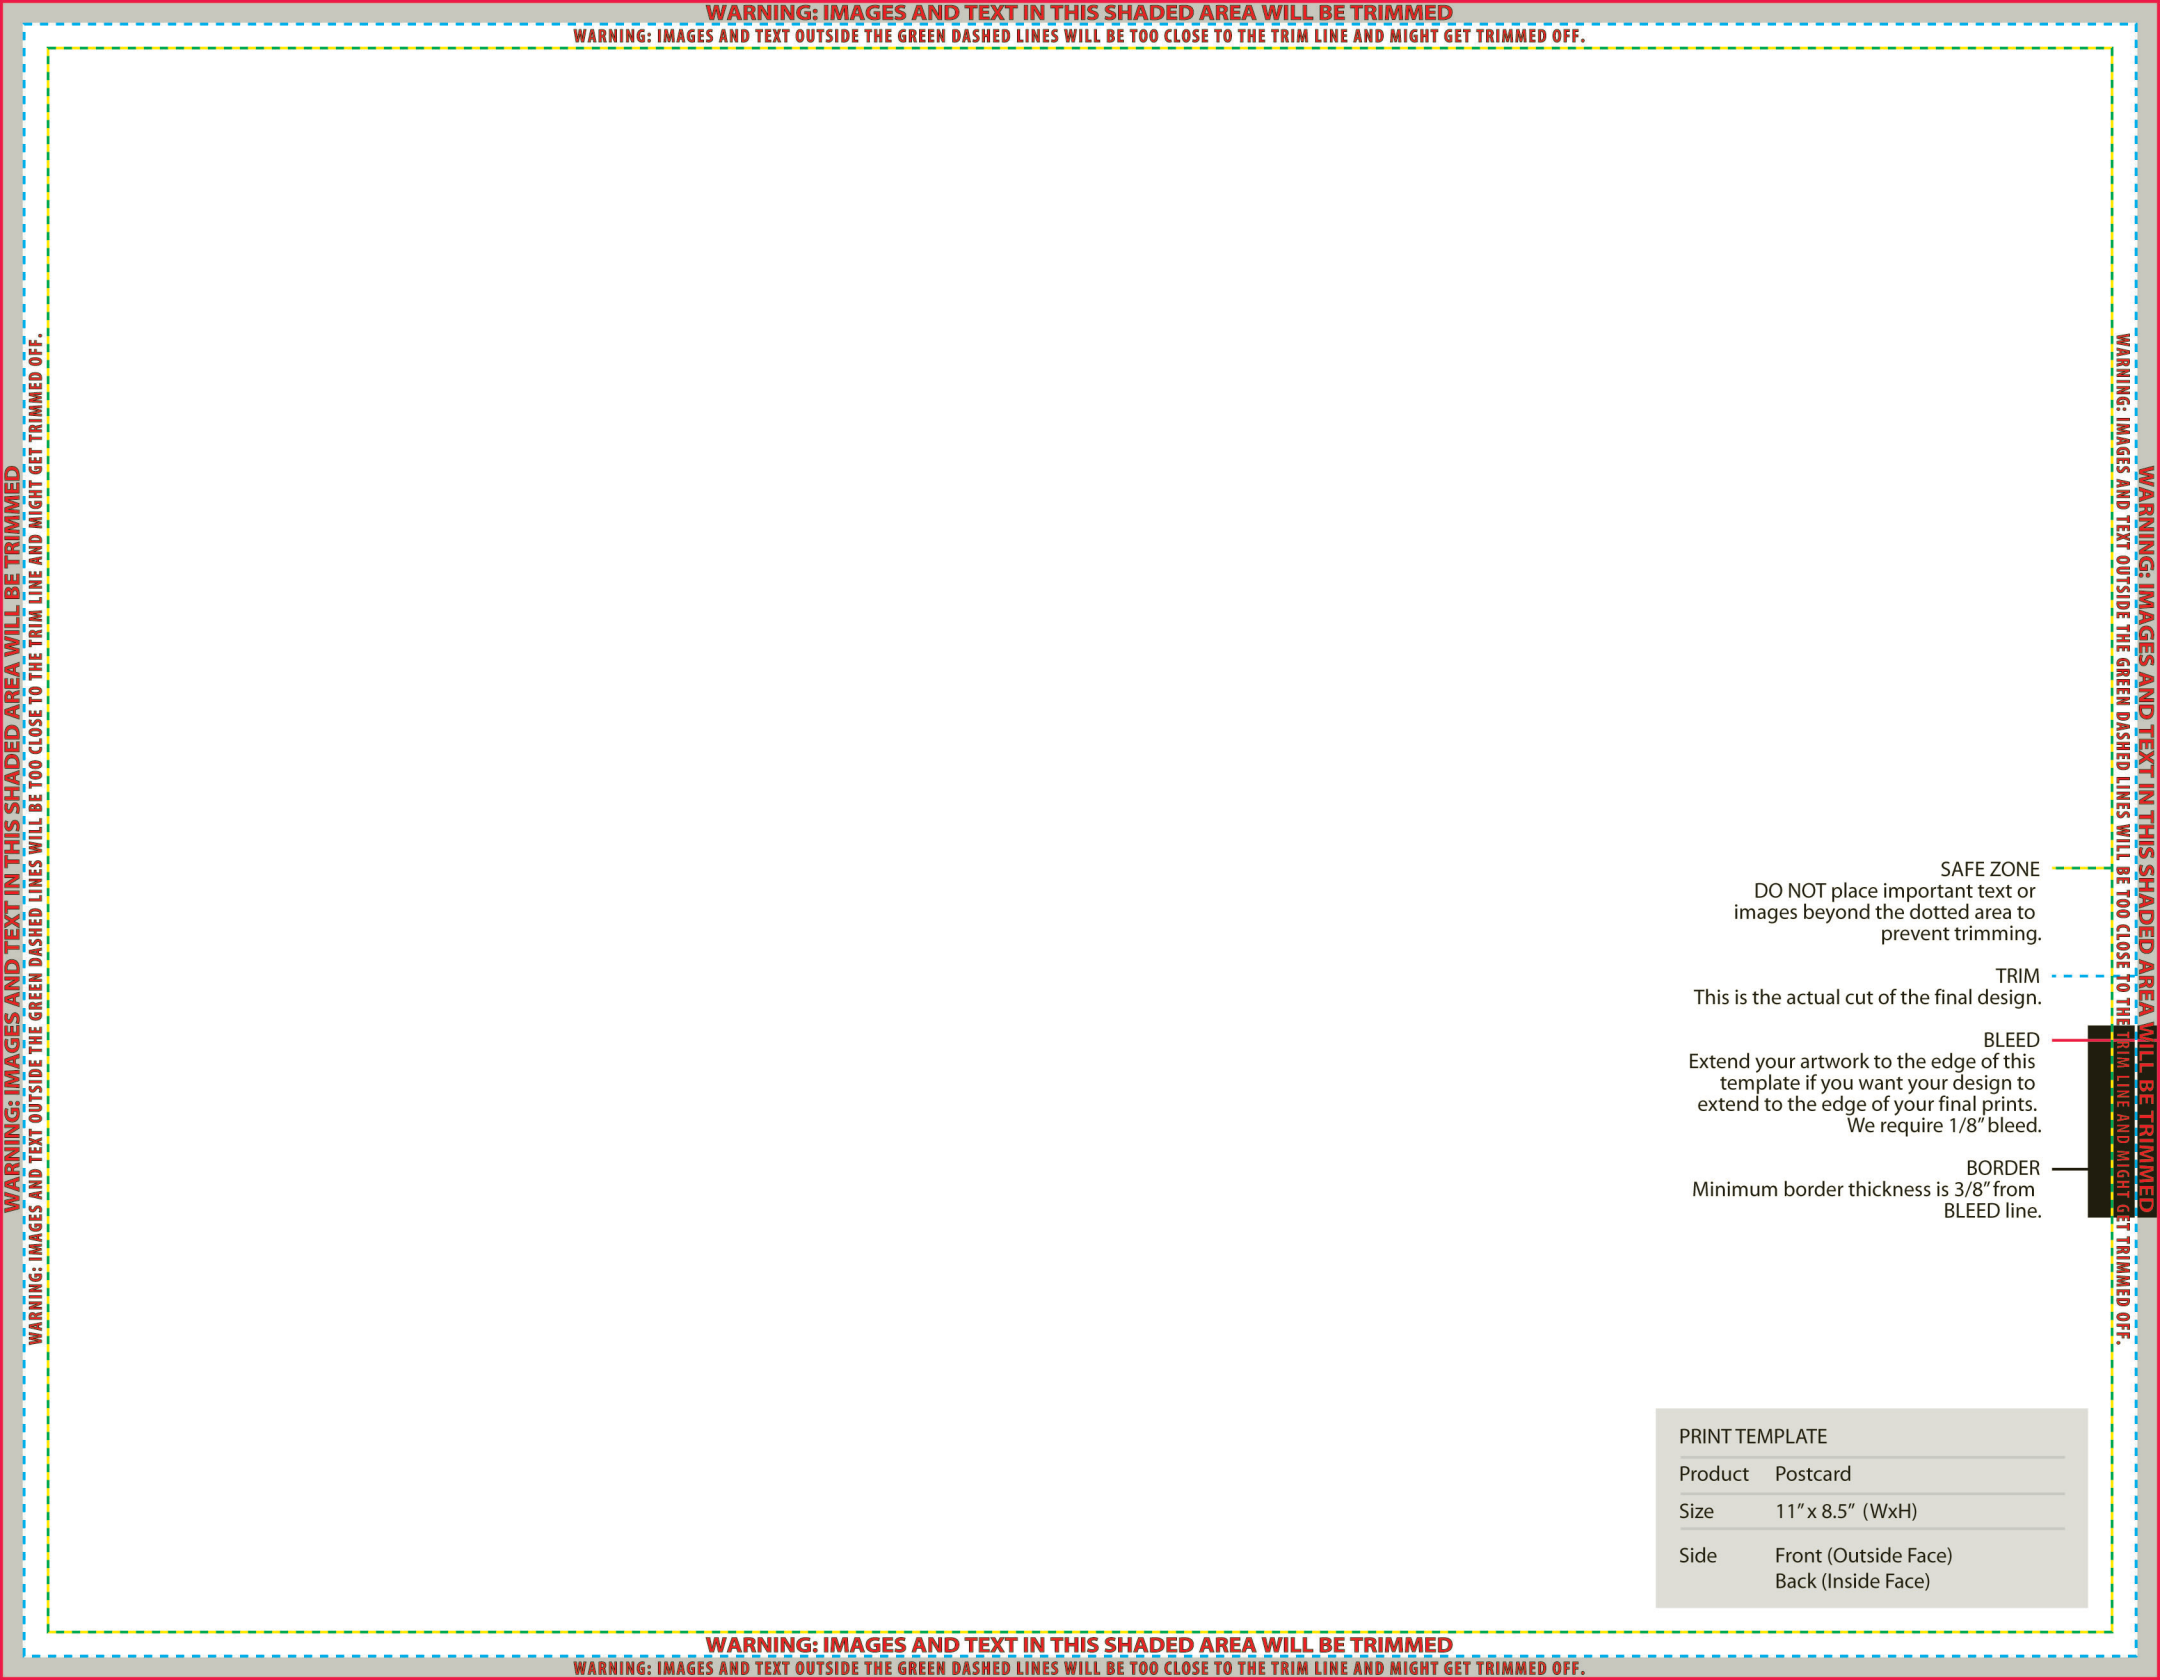 WARNING: IMAGES AND TEXT IN THIS SHADED AREA WILL BE TRIMMED
WARNING: IMAGES AND TEXT OUTSIDE THE GREEN DASHED LINES WILL BE TOO CLOSE TO THE TRIM LINE AND MIGHT GET TRIMMED OFF.
WARNING: IMAGES AND TEXT IN THIS SHADED AREA WILL BE TRIMMED
WARNING: IMAGES AND TEXT OUTSIDE THE GREEN DASHED LINES WILL BE TOO CLOSE TO THE TRIM LINE AND MIGHT GET TRIMMED OFF.
WARNING: IMAGES AND TEXT OUTSIDE THE GREEN DASHED LINES WILL BE TOO CLOSE TO THE TRIM LINE AND MIGHT GET TRIMMED OFF.
WARNING: IMAGES AND TEXT IN THIS SHADED AREA WILL BE TRIMMED
SAFE ZONE
DO NOT place important text or
images beyond the dotted area to
prevent trimming.
TRIM
This is the actual cut of the final design.
BLEED
Extend your artwork to the edge of this
template if you want your design to
extend to the edge of your final prints.
We require 1/8” bleed.
BORDER
Minimum border thickness is 3/8” from
BLEED line.
PRINT TEMPLATE
Product Postcard
Size 11” x 8.5” (WxH)
Side Front (Outside Face)
Back (Inside Face)
WARNING: IMAGES AND TEXT IN THIS SHADED AREA WILL BE TRIMMED
WARNING: IMAGES AND TEXT OUTSIDE THE GREEN DASHED LINES WILL BE TOO CLOSE TO THE TRIM LINE AND MIGHT GET TRIMMED OFF.